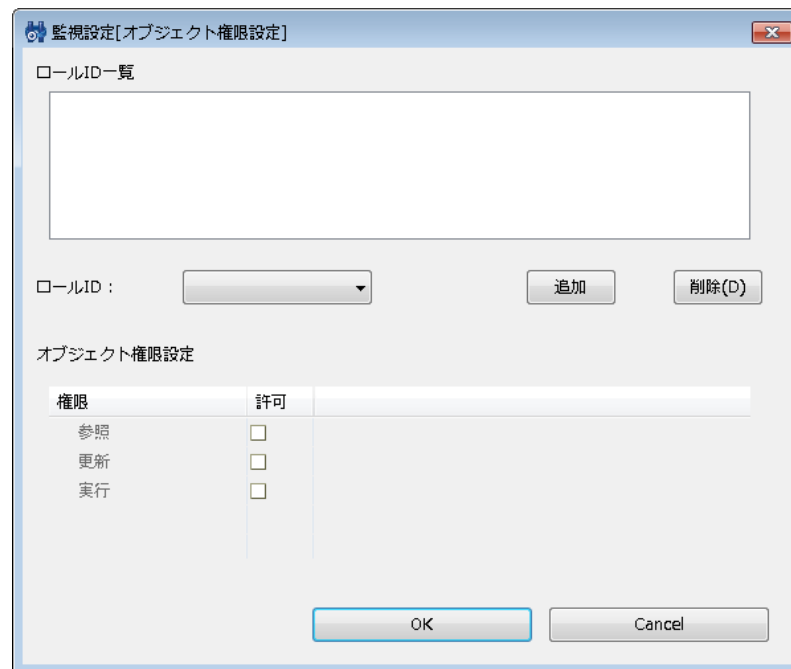 監視設定[オブジェクト権限設定]
ロールID一覧
ロールID：
追加
削除(D)
オブジェクト権限設定
権限 許可
参照
更新
実行
OK
Cancel